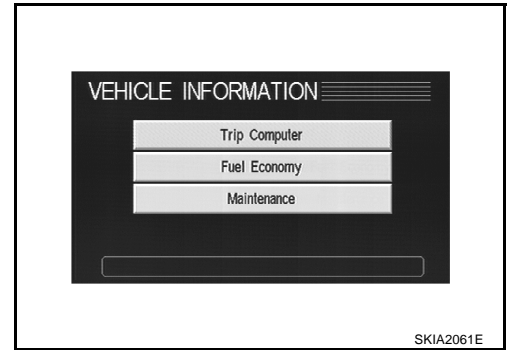 VEHICLE INFORMATION
Trip Computer
Fuel Economy
Maintenance
SKIA2061E